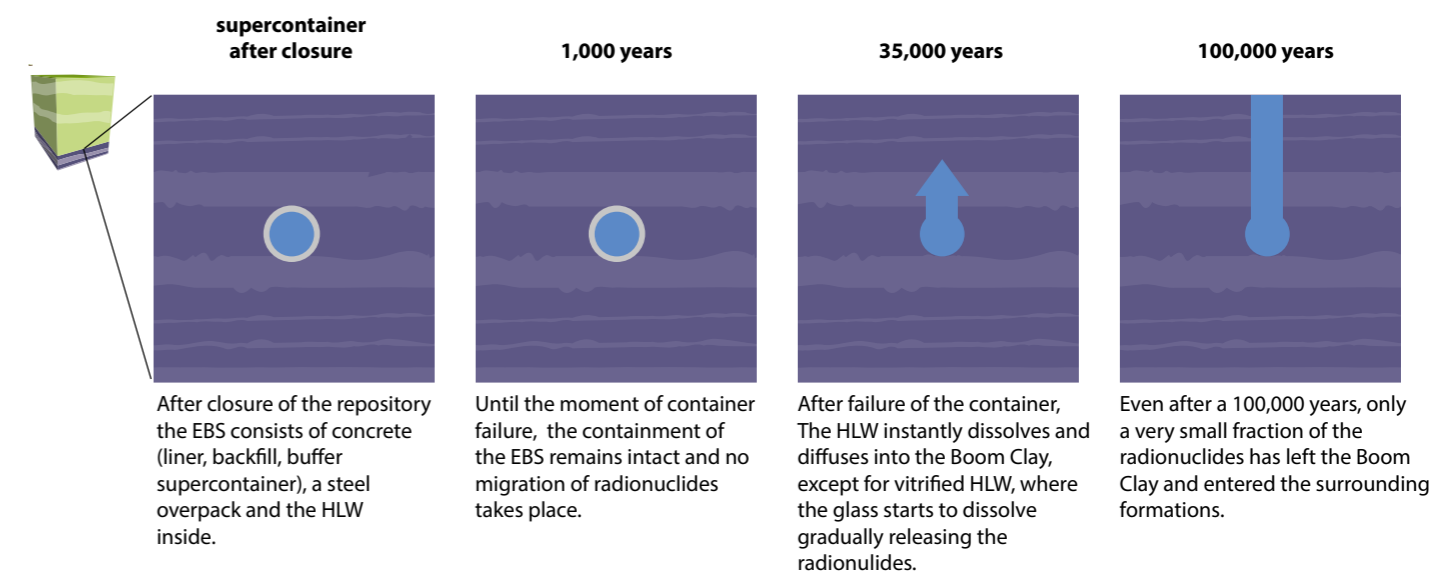 supercontainer
after closure
1,000 years
35,000 years
100,000 years
After closure of the repository
the EBS consists of concrete
(liner, backfill, buffer
supercontainer), a steel
overpack and the HLW
inside.
Until the moment of container
failure,  the containment of
the EBS remains intact and no
migration of radionuclides
takes place.
After failure of the container,
The HLW instantly dissolves and
diffuses into the Boom Clay,
except for vitrified HLW, where
the glass starts to dissolve
gradually releasing the
radionulides.
Even after a 100,000 years, only
a very small fraction of the
radionuclides has left the Boom
Clay and entered the surrounding
formations.